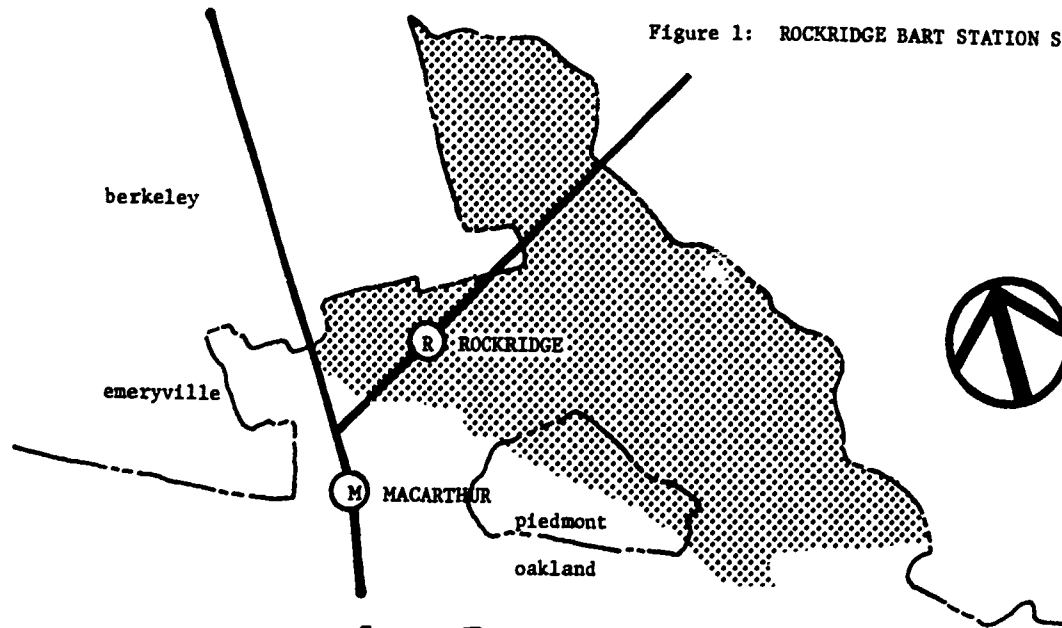 Figure 1: ROCKRIDGE BART STATION S
berkeley
R ROCKRIDGE
emeryville
M MACARTHUR
piedmont
oakland